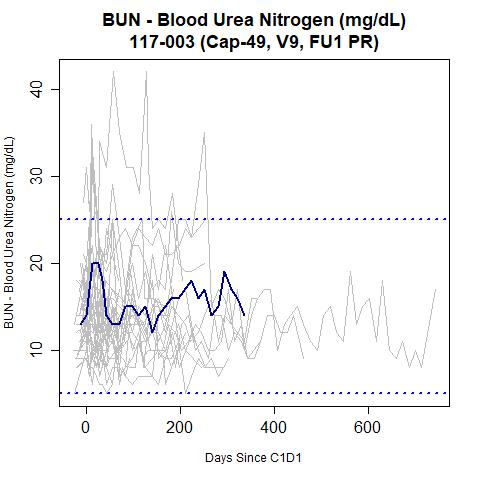 BUN - Blood Urea Nitrogen (mg/dL)
117-003 (Cap-49, V9, FU1 PR)
BUN - Blood Urea Nitrogen (mg/dL)
40
30
20
10
0
200
400
600
Days Since C1D1